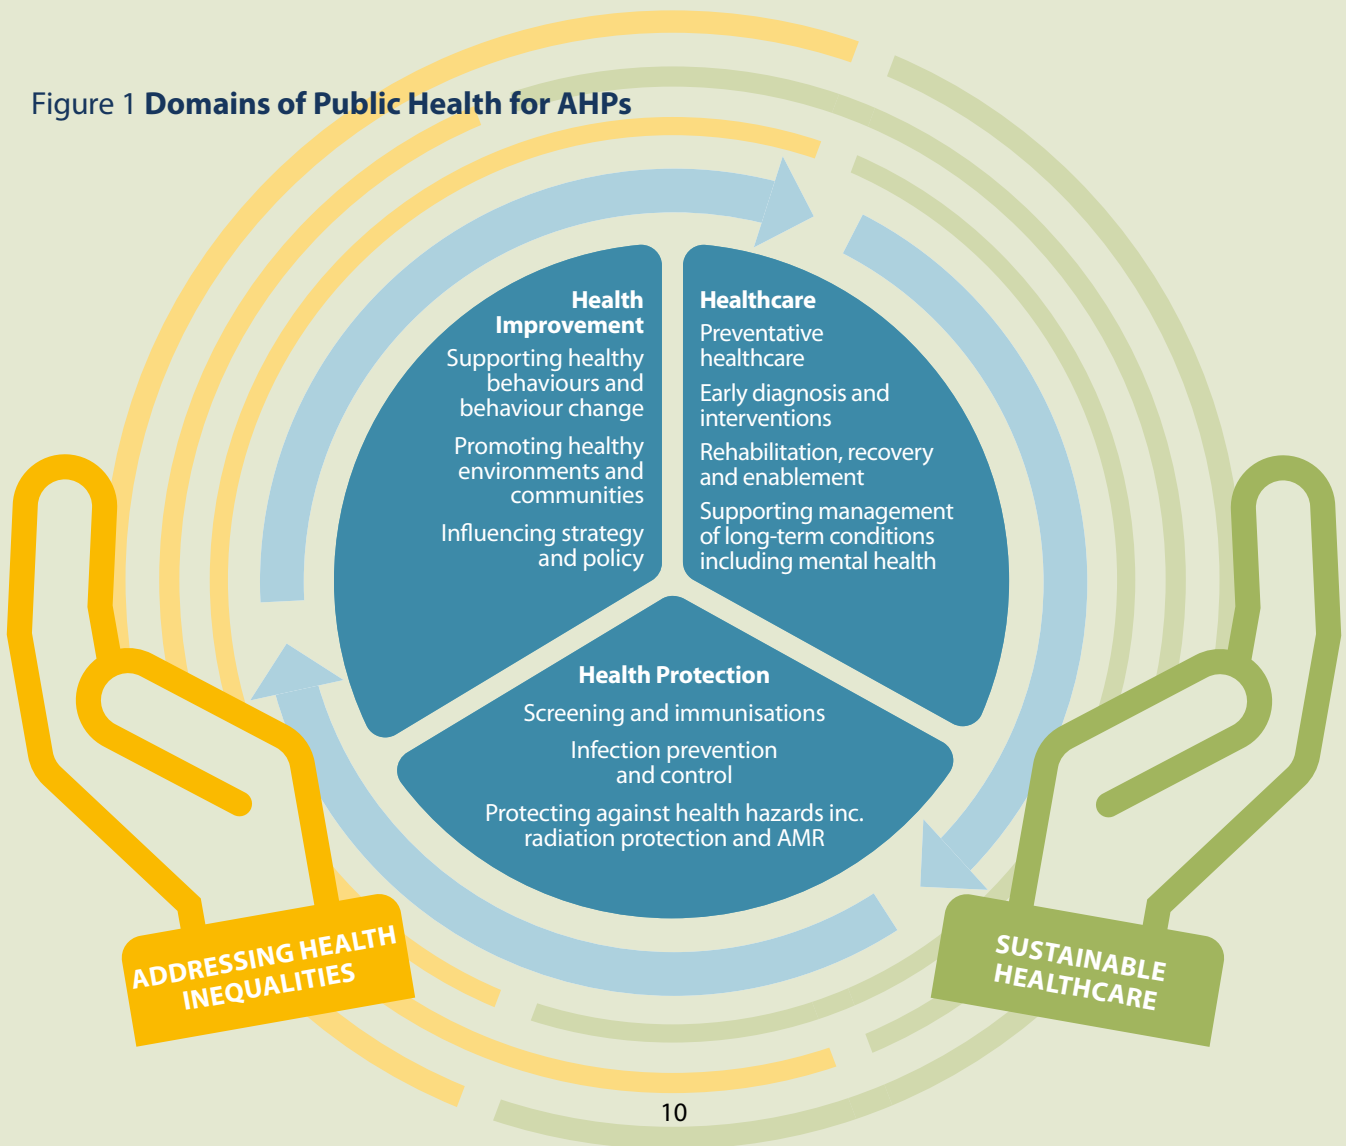 Figure 1 Domains of Public Health for AHPs
Health
Improvement
Supporting healthy
behaviours and
behaviour change
Promoting healthy
environments and
communities
Influencing strategy
and policy
Healthcare
Preventative
healthcare
Early diagnosis and
interventions
Rehabilitation, recovery
and enablement
Supporting management
of long-term conditions
including mental health
Health Protection
Screening and immunisations
Infection prevention
and control
Protecting against health hazards inc.
radiation protection and AMR
ADDRESSING HEALTH
INEQUALITIES
SUSTAINABLE
HEALTHCARE
10